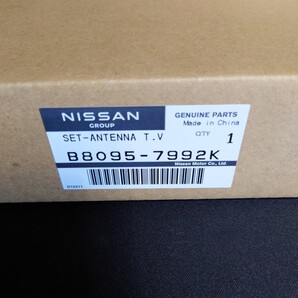 NISSAN
GROUP
GENUINE PARTS
Made in China
SET-ANTENNA T.V
QTY
1
B8095-7992K
Nissan Motor Co., Ltd.